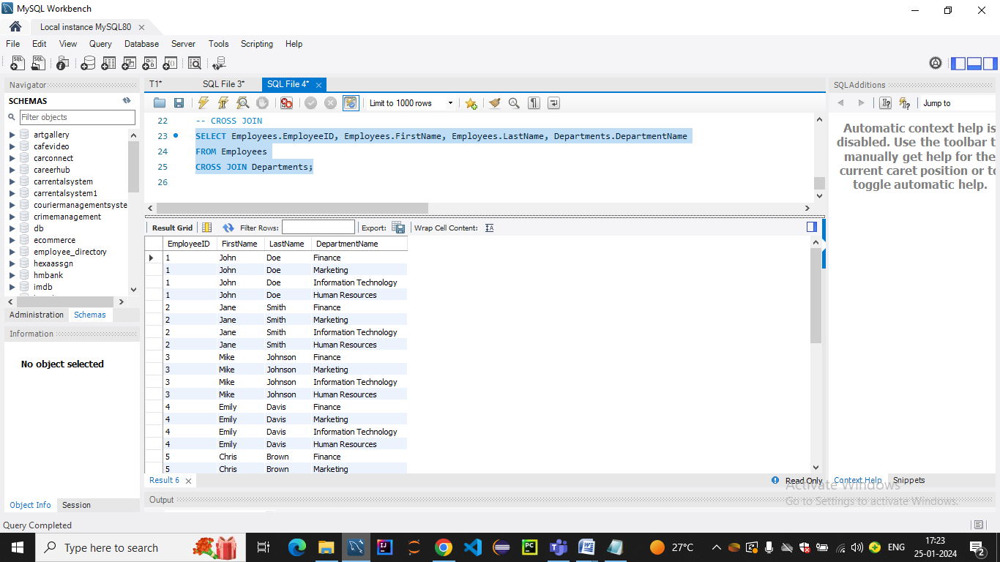 MySQL Workbench
Local instance MySQL80
File Edit View Query Database Server Tools Scripting Help
Navigator
SCHEMAS
Filter objects
artgallery
cafevideo
carconnect
careerhub
carrentalsystem
carrentalsystem1
couriermanagementsyste
crimemanagement
db
ecommerce
employee_directory
hexaassgn
hmbank
imdb
Administration Schemas
Information
No object selected
Object Info Session
Query Completed
T1* SQL File 3* SQL File 4*
Limit to 1000 rows
22 -- CROSS JOIN
23 SELECT Employees.EmployeeID, Employees.FirstName, Employees.LastName, Departments.DepartmentName
24 FROM Employees
25 CROSS JOIN Departments;
26
Result Grid Filter Rows: Export: Wrap Cell Content:
EmployeeID FirstName LastName DepartmentName
1 John Doe Finance
1 John Doe Marketing
1 John Doe Information Technology
1 John Doe Human Resources
2 Jane Smith Finance
2 Jane Smith Marketing
2 Jane Smith Information Technology
2 Jane Smith Human Resources
3 Mike Johnson Finance
3 Mike Johnson Marketing
3 Mike Johnson Information Technology
3 Mike Johnson Human Resources
4 Emily Davis Finance
4 Emily Davis Marketing
4 Emily Davis Information Technology
4 Emily Davis Human Resources
5 Chris Brown Finance
5 Chris Brown Marketing
Result 6
Read Only
Output
SQLAdditions
Jump to
Automatic context help is
disabled. Use the toolbar t
manually get help for the
current caret position or to
toggle automatic help.
Context Help Snippets
Activate Windows
Go to Settings to activate Windows.
Type here to search
27°C
ENG
17:23
25-01-2024
2